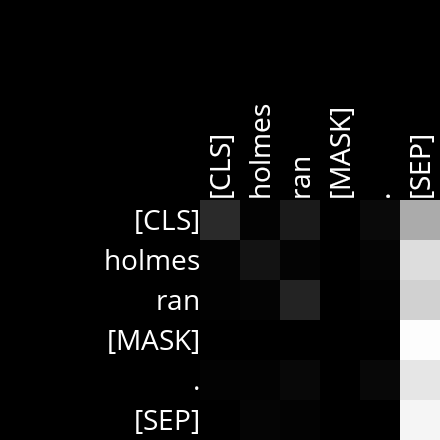 [CLS]
holmes
ran
[MASK]
.
[SEP]
[CLS]
holmes
ran
[MASK]
.
[SEP]